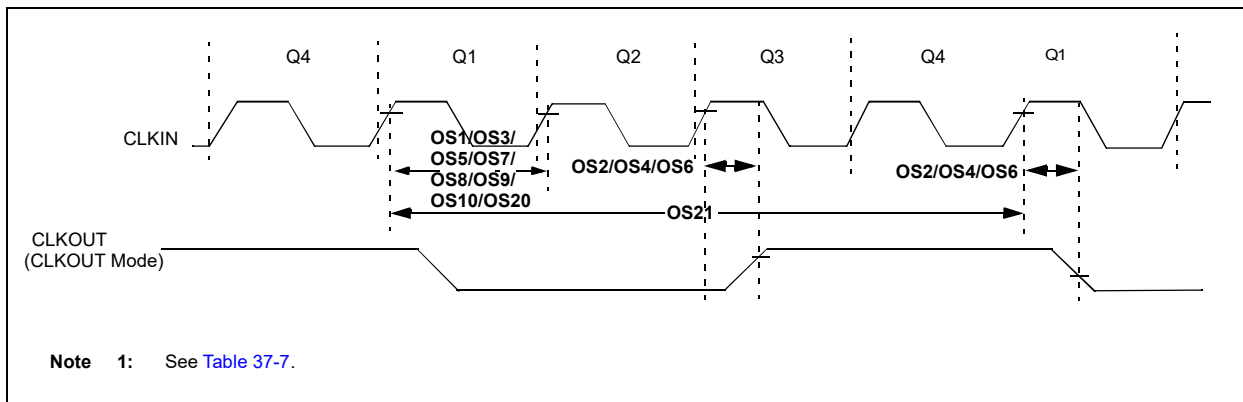 Q4 Q1 Q2 Q3 Q4 Q1
CLKIN
OS1/OS3/
OS5/OS7/
OS8/OS9/
OS10/OS20
OS2/OS4/OS6
OS2/OS4/OS6
OS21
CLKOUT
(CLKOUT Mode)
Note 1: See Table 37-7.